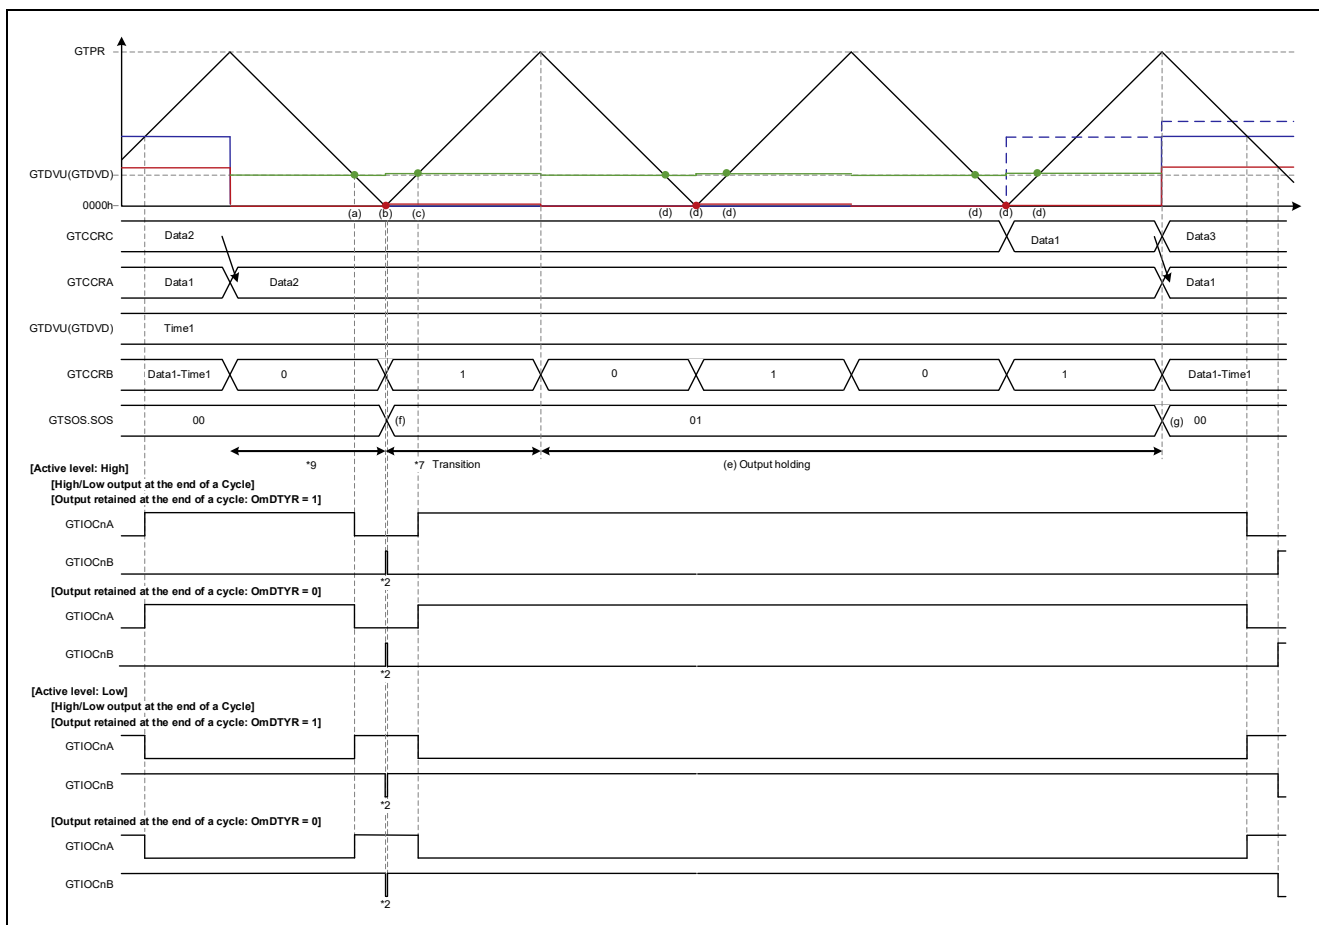 GTPR
GTDVU(GTDVD)
0000h
(a) (b) (c) (d) (d) (d) (d) (d) (d)
GTCCRC Data2 Data1 Data3
GTCCRA Data1 Data2 Data1
GTDVU(GTDVD) Time1
GTCCRB Data1-Time1 0 1 0 1 0 1 Data1-Time1
GTSOS.SOS 00 (f) 01 (g) 00
*9 *7 Transition (e) Output holding
[Active level: High]
[High/Low output at the end of a Cycle]
[Output retained at the end of a cycle: OmDTYR = 1]
GTIOCnA
GTIOCnB
*2
[Output retained at the end of a cycle: OmDTYR = 0]
GTIOCnA
GTIOCnB
*2
[Active level: Low]
[High/Low output at the end of a Cycle]
[Output retained at the end of a cycle: OmDTYR = 1]
GTIOCnA
GTIOCnB
*2
[Output retained at the end of a cycle: OmDTYR = 0]
GTIOCnA
GTIOCnB
*2